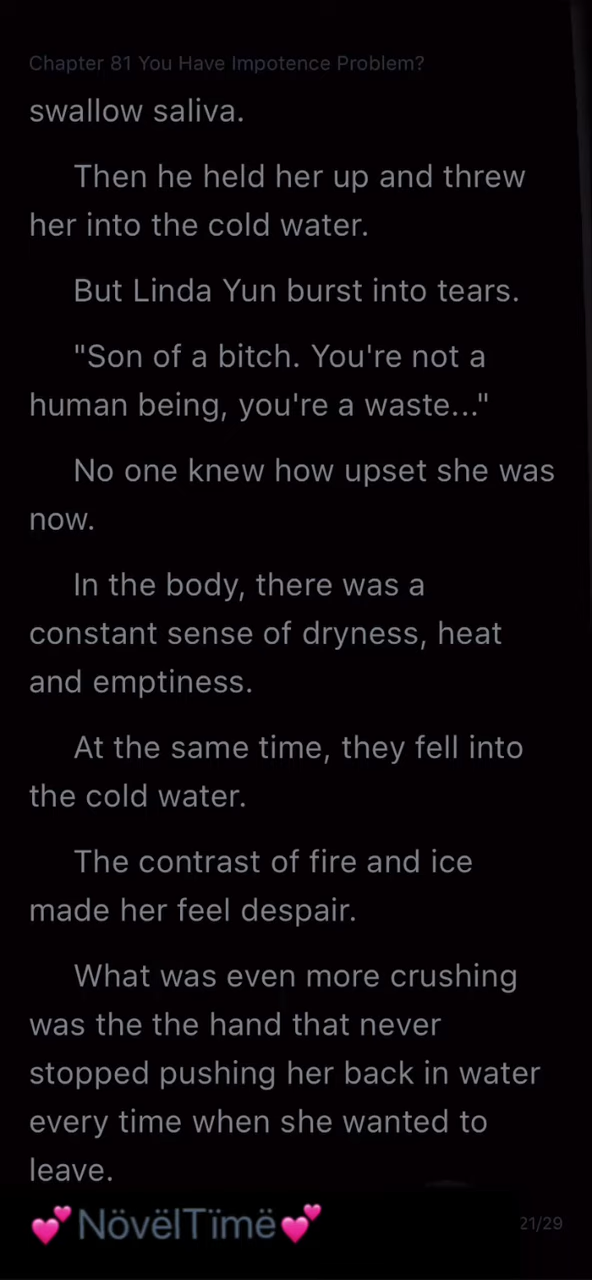 Chapter 81 You Have Impotence Problem?
swallow saliva.
Then he held her up and threw
her into the cold water.
But Linda Yun burst into tears.
"Son of a bitch. You're not a
human being, you're a waste..."
No one knew how upset she was
now.
In the body, there was a
constant sense of dryness, heat
and emptiness.
At the same time, they fell into
the cold water.
The contrast of fire and ice
made her feel despair.
What was even more crushing
was the the hand that never
stopped pushing her back in water
every time when she wanted to
leave.
💕NövëlTïmë💕
21/29